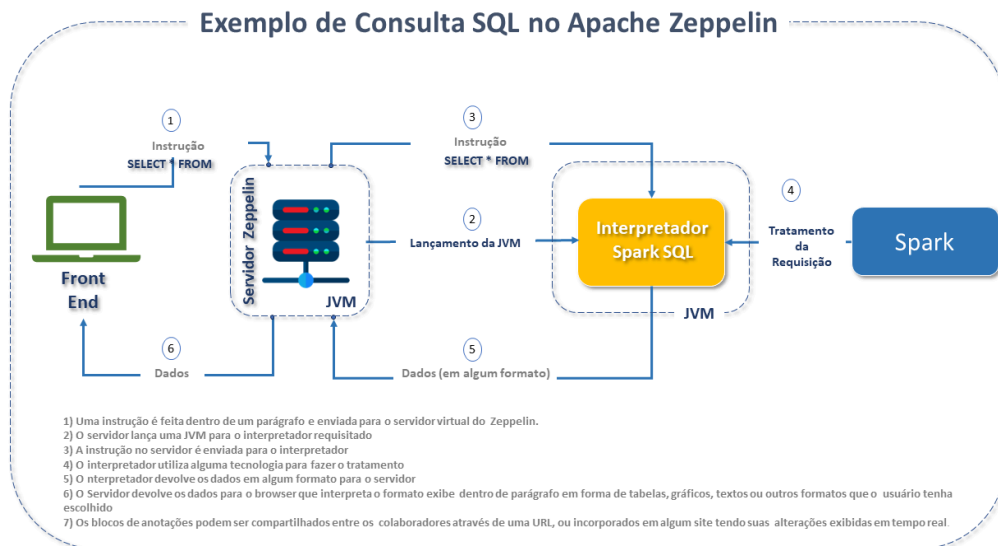 Exemplo de Consulta SQL no Apache Zeppelin
1
Instrução
SELECT * FROM
3
Instrução
SELECT * FROM
Servidor Zeppelin
JVM
2
Lançamento da JVM
Interpretador
Spark SQL
JVM
4
Tratamento
da
Requisição
Spark
Front
End
6
Dados
5
Dados (em algum formato)
1) Uma instrução é feita dentro de um parágrafo e enviada para o servidor virtual do Zeppelin.
2) O servidor lança uma JVM para o interpretador requisitado
3) A instrução no servidor é enviada para o interpretador
4) O interpretador utiliza alguma tecnologia para fazer o tratamento
5) O nterpretador devolve os dados em algum formato para o servidor
6) O Servidor devolve os dados para o browser que interpreta o formato exibe dentro de parágrafo em forma de tabelas, gráficos, textos ou outros formatos que o usuário tenha
escolhido
7) Os blocos de anotações podem ser compartilhados entre os colaboradores através de uma URL, ou incorporados em algum site tendo suas alterações exibidas em tempo real.